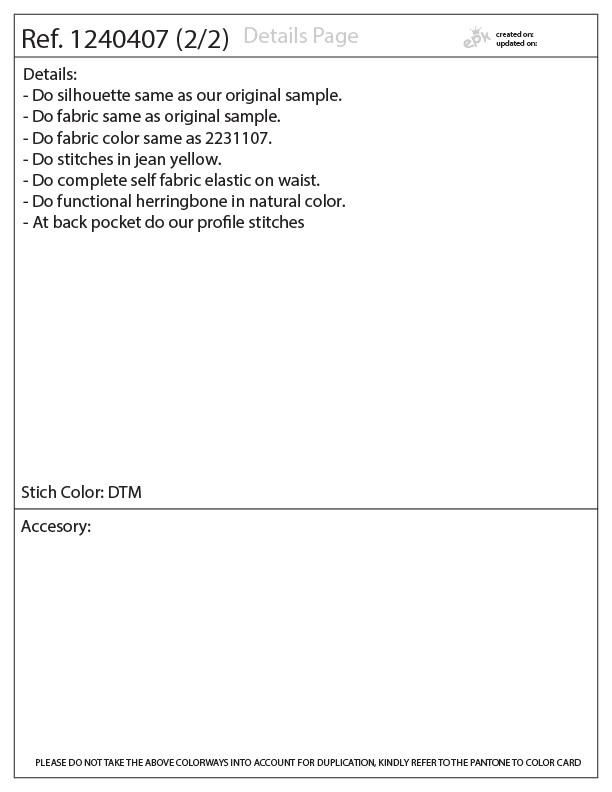 Ref. 1240407 (2/2) Details Page
epk
created on:
updated on:
Details:
- Do silhouette same as our original sample.
- Do fabric same as original sample.
- Do fabric color same as 2231107.
- Do stitches in jean yellow.
- Do complete self fabric elastic on waist.
- Do functional herringbone in natural color.
- At back pocket do our profile stitches
Stich Color: DTM
Accesory:
PLEASE DO NOT TAKE THE ABOVE COLORWAYS INTO ACCOUNT FOR DUPLICATION, KINDLY REFER TO THE PANTONE TO COLOR CARD